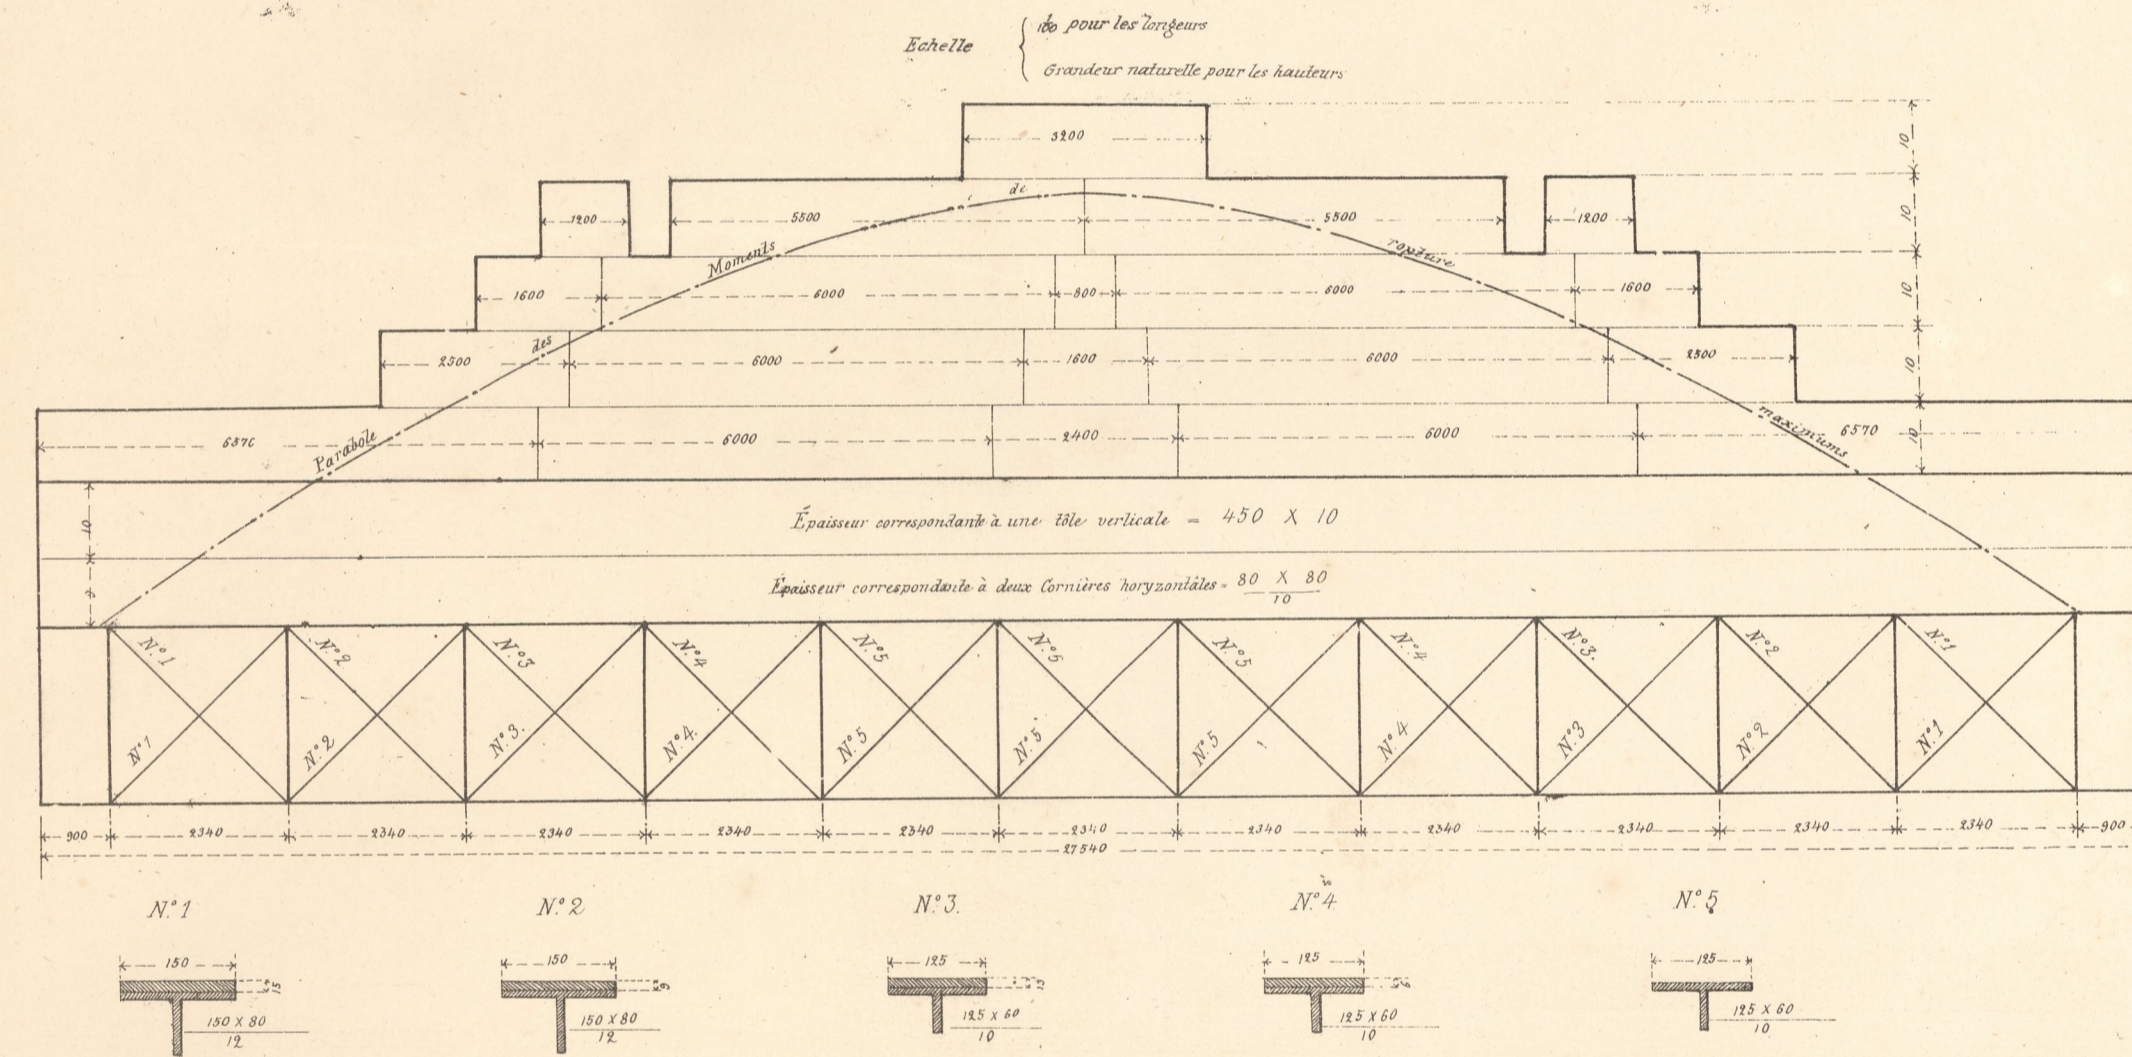 Echelle
1/100 pour les longeurs
Grandeur naturelle pour les hauteurs
3200
10
1200
5500
de
5500
1200
10
1600
6000
Moments
800
6000
ropture
1600
10
2500
des
6000
1600
6000
2500
10
6570
Parabole
6000
2400
6000
maximums
6570
10
10
Épaisseur correspondante à une tôle verlicale = 450 X 10
9
Épaisseur correspondante à deux Cornières horyzontâles = 80 X 80
10
N.º 1 N.º 2 N.º 3 N.º 4 N.º 5 N.º 5 N.º 5 N.º 4 N.º 3. N.º 2 N.º 1
N.º 1 N.º 2 N.º 3. N.º 4. N.º 5 N.º 5 N.º 5 N.º 4 N.º 3 N.º 2 N.º 1
900 2340 2340 2340 2340 2340 2340 2340 2340 2340 2340 2340 900
27540
N.º 1 N.º 2 N.º 3. N.º 4 N.º 5
150 150 125 125 125
15 9 13
150 X 80 150 X 80 125 X 60 125 X 60 125 X 60
12 12 10 10 10